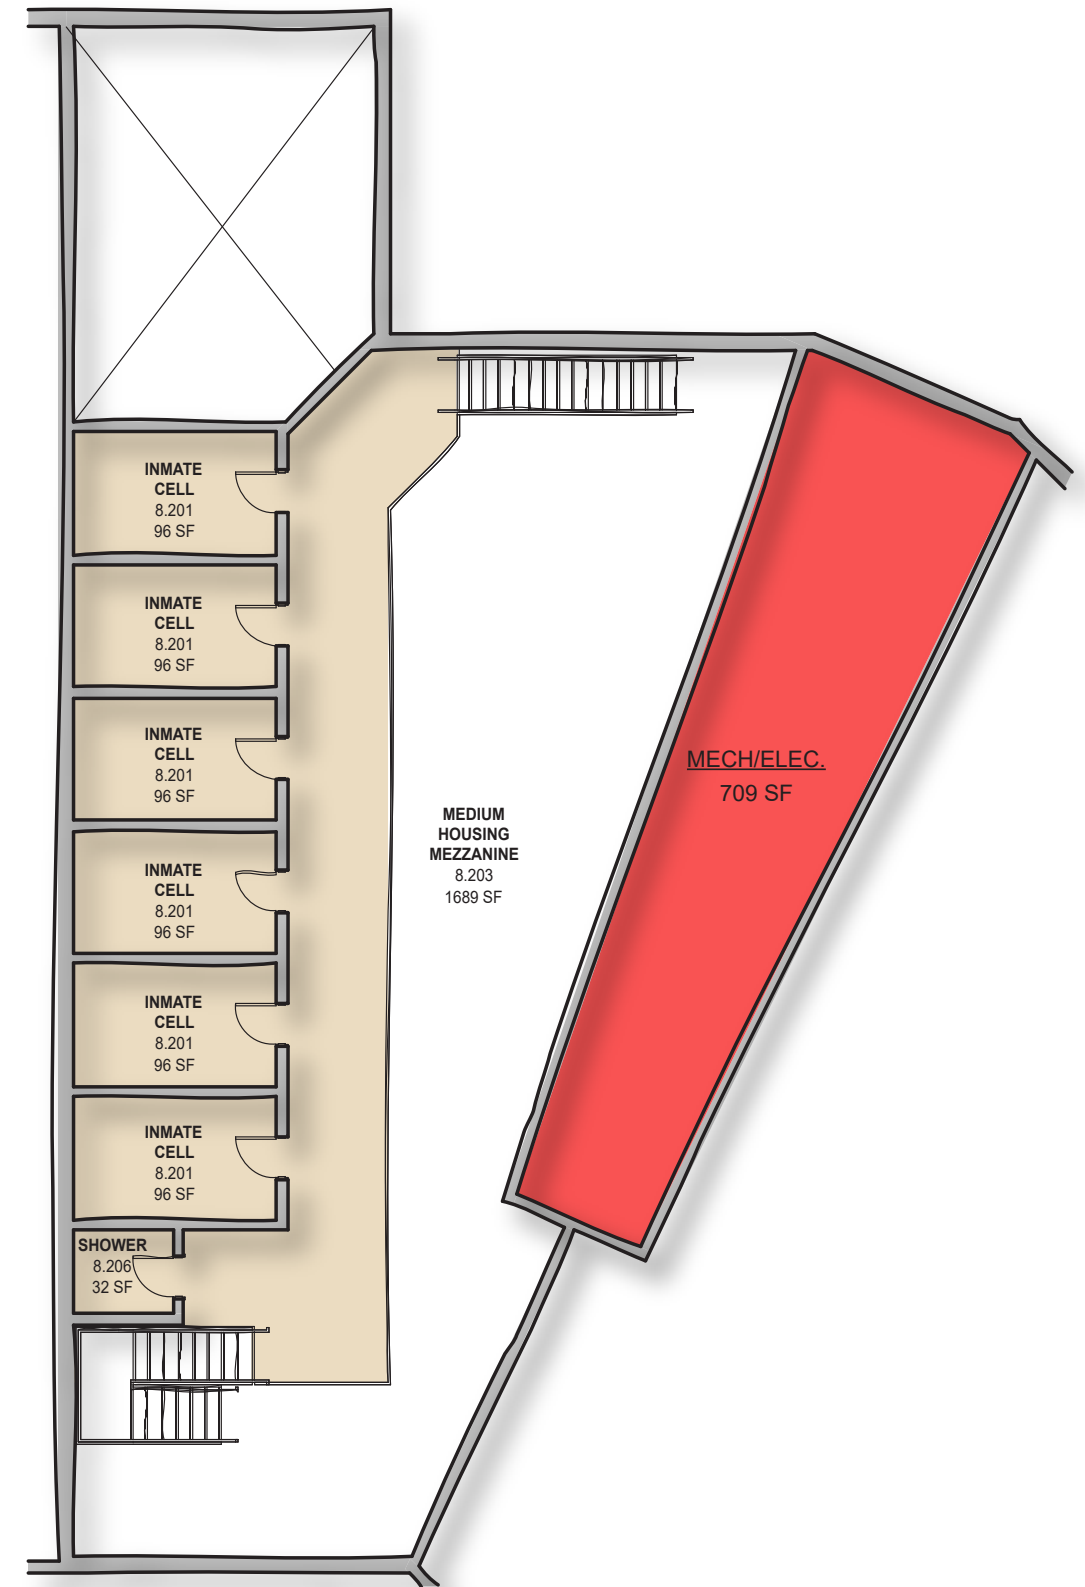 INMATE
CELL
8.201
96 SF
INMATE
CELL
8.201
96 SF
INMATE
CELL
8.201
96 SF
MECH/ELEC.
709 SF
MEDIUM
HOUSING
MEZZANINE
8.203
1689 SF
INMATE
CELL
8.201
96 SF
INMATE
CELL
8.201
96 SF
INMATE
CELL
8.201
96 SF
SHOWER
8.206
32 SF